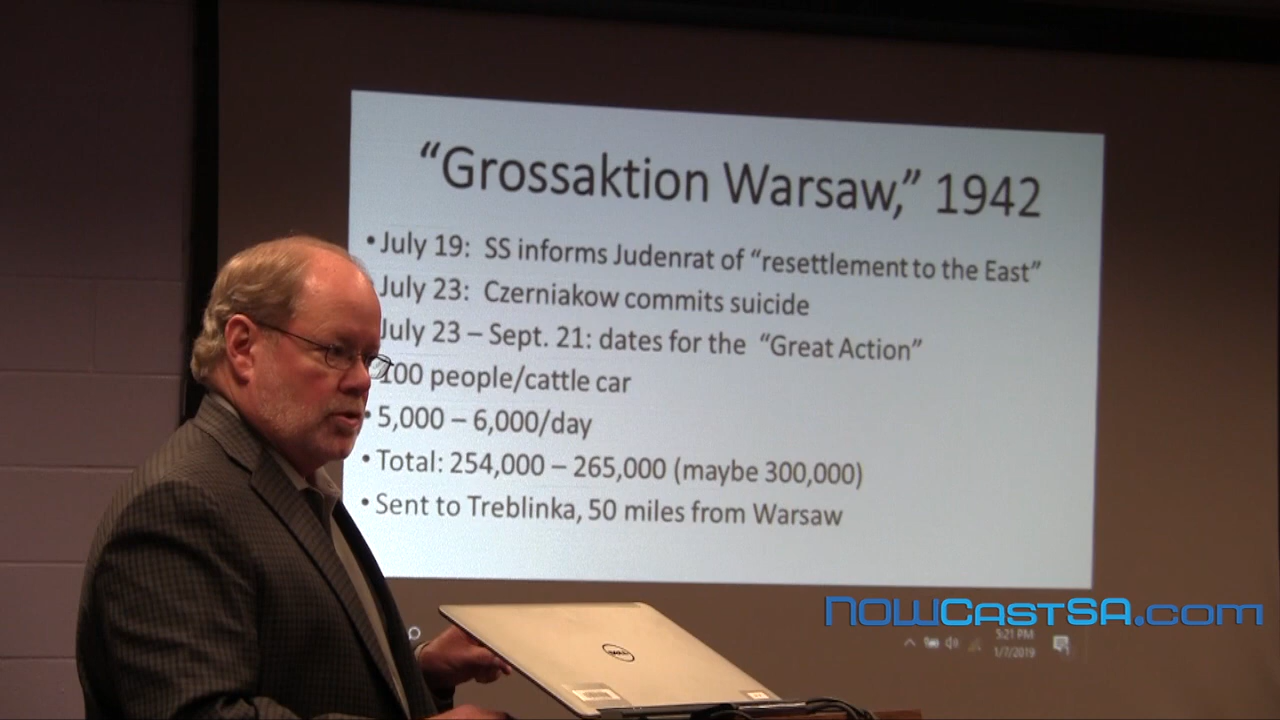 “Grossaktion Warsaw,” 1942
• July 19:  SS informs Judenrat of “resettlement to the East”
July 23:  Czerniakow commits suicide
July 23 – Sept. 21: dates for the  “Great Action”
100 people/cattle car
• 5,000 – 6,000/day
• Total: 254,000 – 265,000 (maybe 300,000)
• Sent to Treblinka, 50 miles from Warsaw
NOWCastSA.com
5:21 PM
1/7/2019
DELL